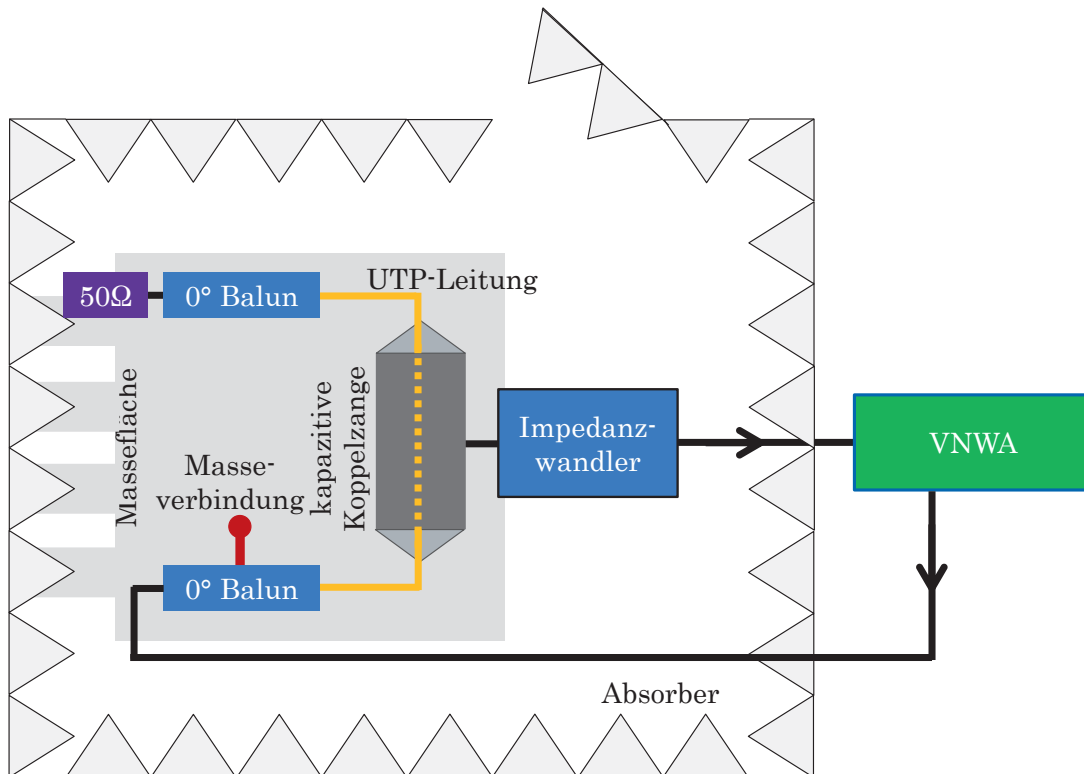 UTP-Leitung
50Ω
0° Balun
Massefläche
kapazitive
Koppelzange
Impedanz-
wandler
VNWA
Masse-
verbindung
0° Balun
Absorber